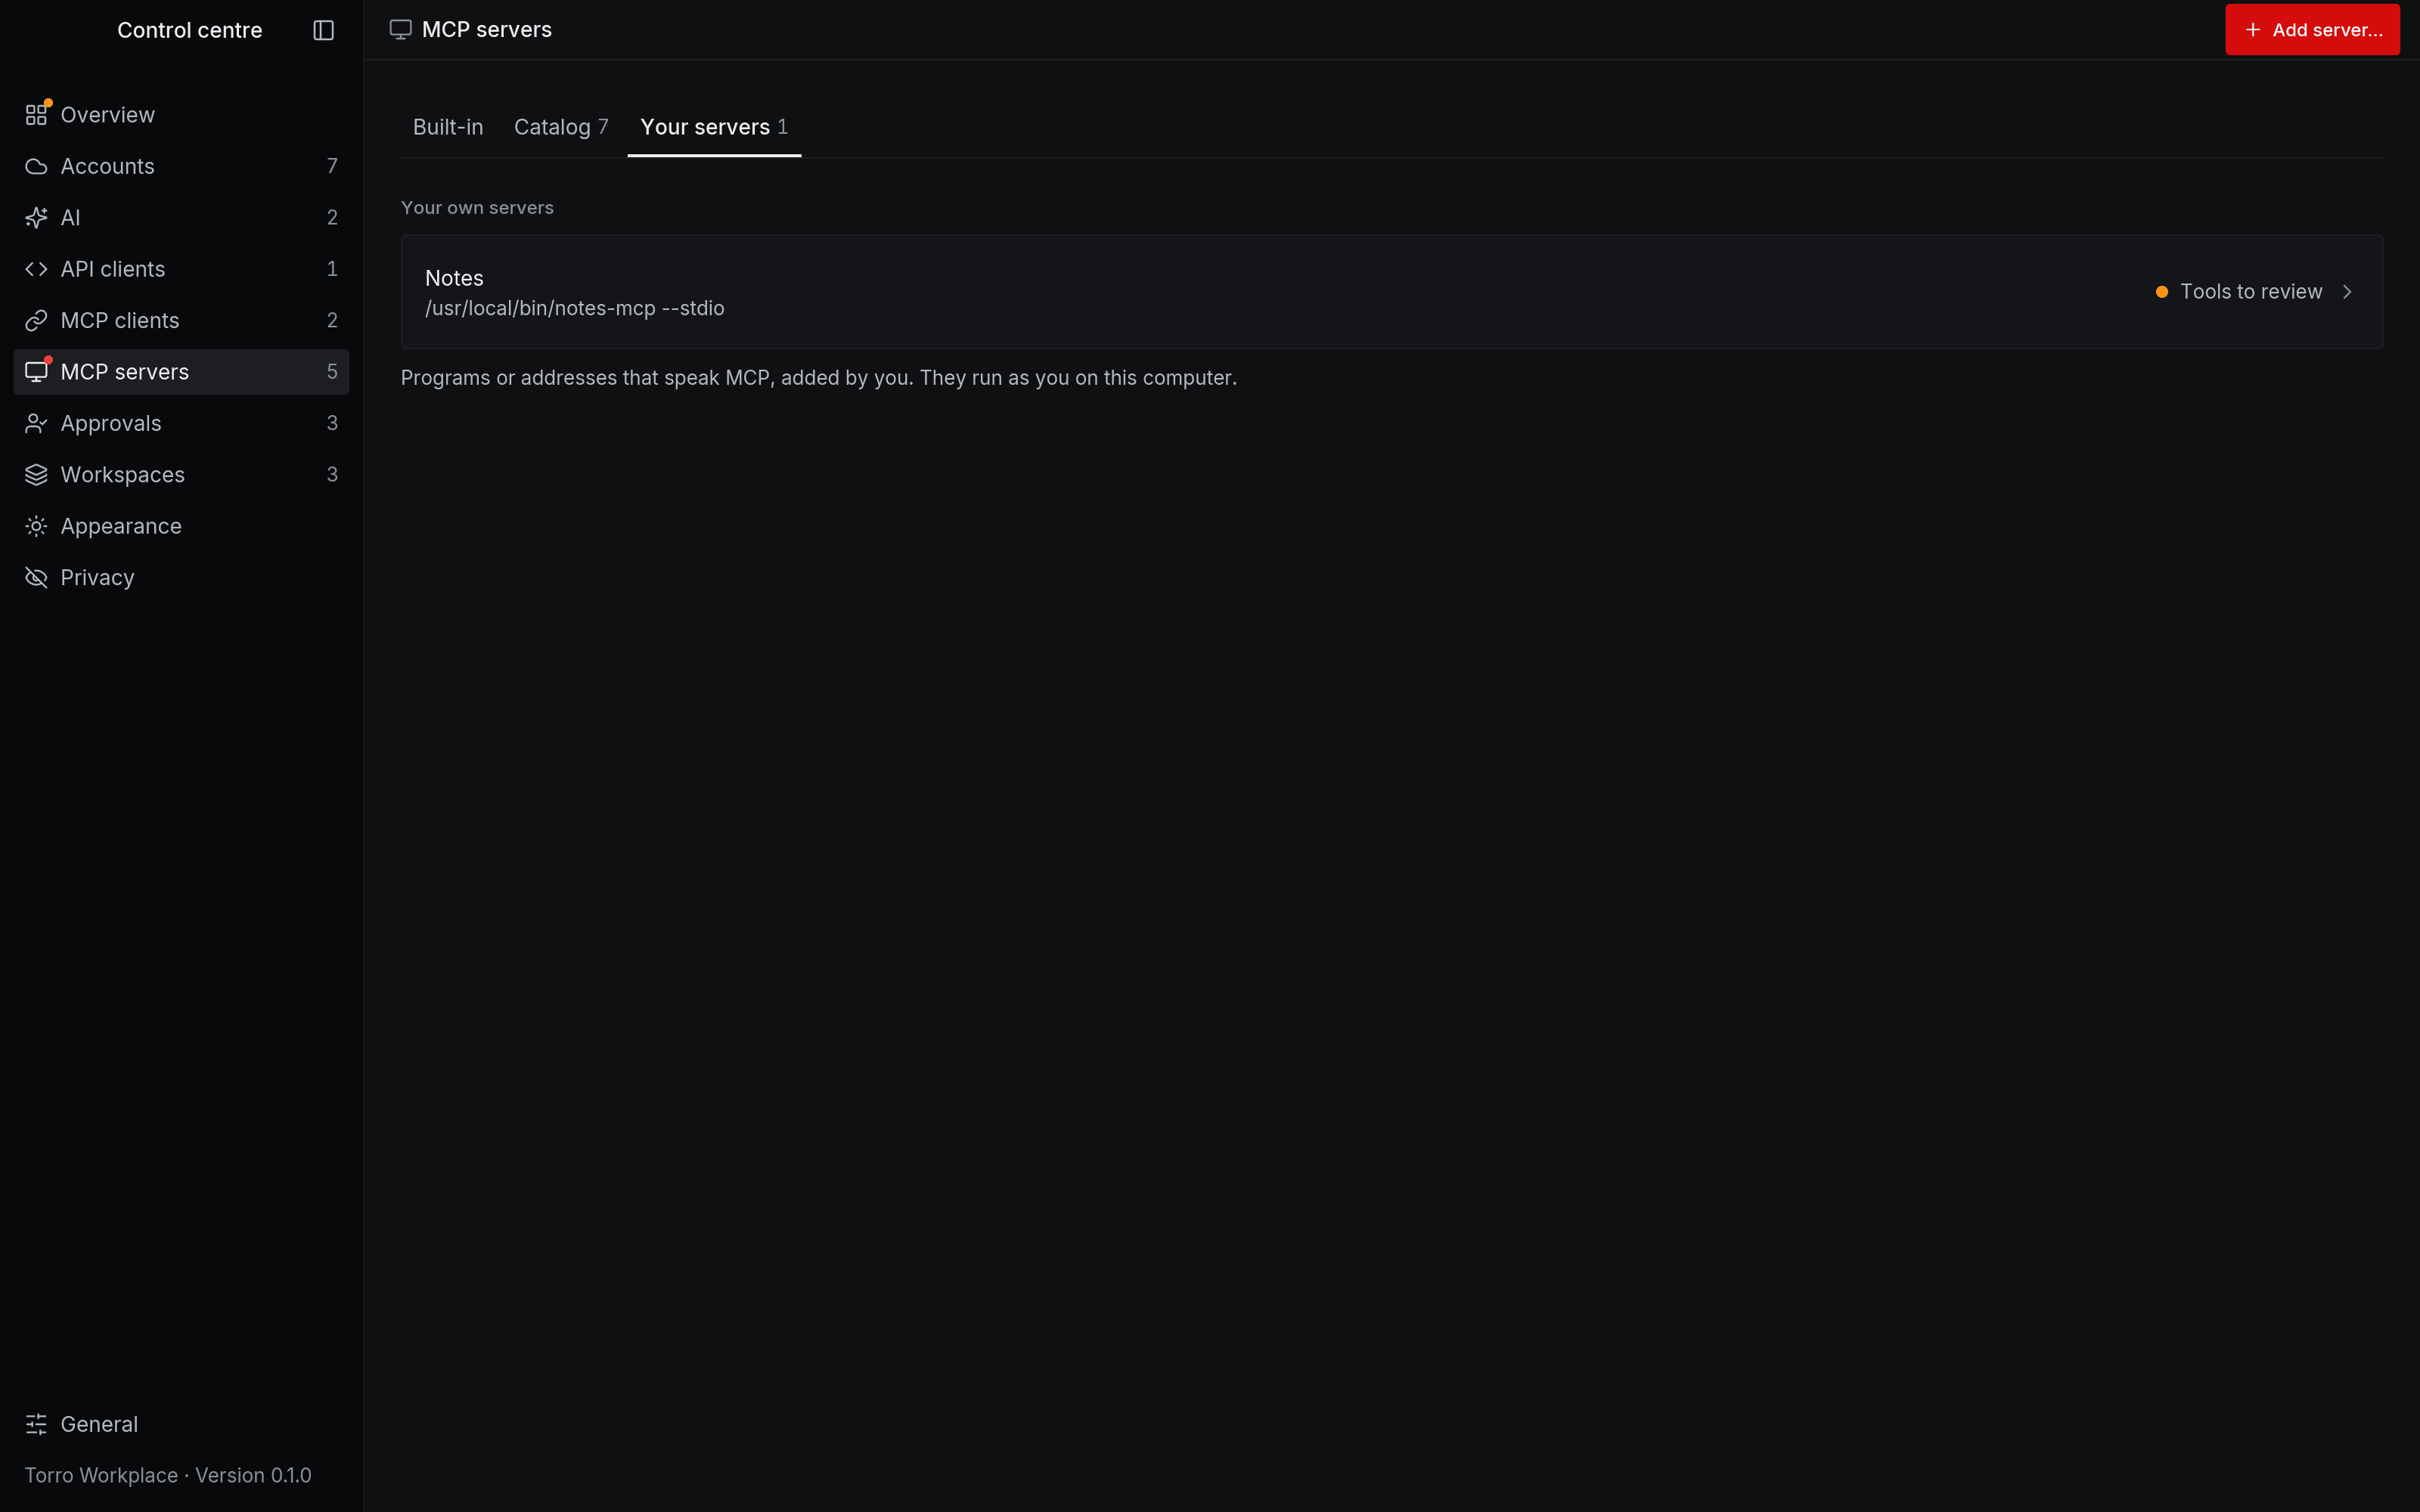 Control centre
MCP servers
Add server...
Overview
Accounts 7
AI 2
API clients 1
MCP clients 2
MCP servers 5
Approvals 3
Workspaces 3
Appearance
Privacy
General
Torro Workplace · Version 0.1.0
Built-in Catalog 7 Your servers 1
Your own servers
Notes
/usr/local/bin/notes-mcp --stdio
Tools to review
Programs or addresses that speak MCP, added by you. They run as you on this computer.